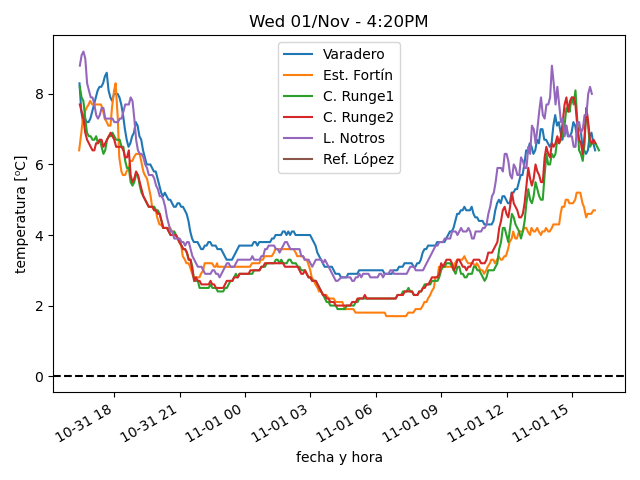 Wed 01/Nov - 4:20PM
Varadero
Est. Fortín
C. Runge1
C. Runge2
L. Notros
Ref. López
temperatura [ºC]
8
6
4
2
0
10-31 18
10-31 21
11-01 00
11-01 03
11-01 06
11-01 09
11-01 12
11-01 15
fecha y hora